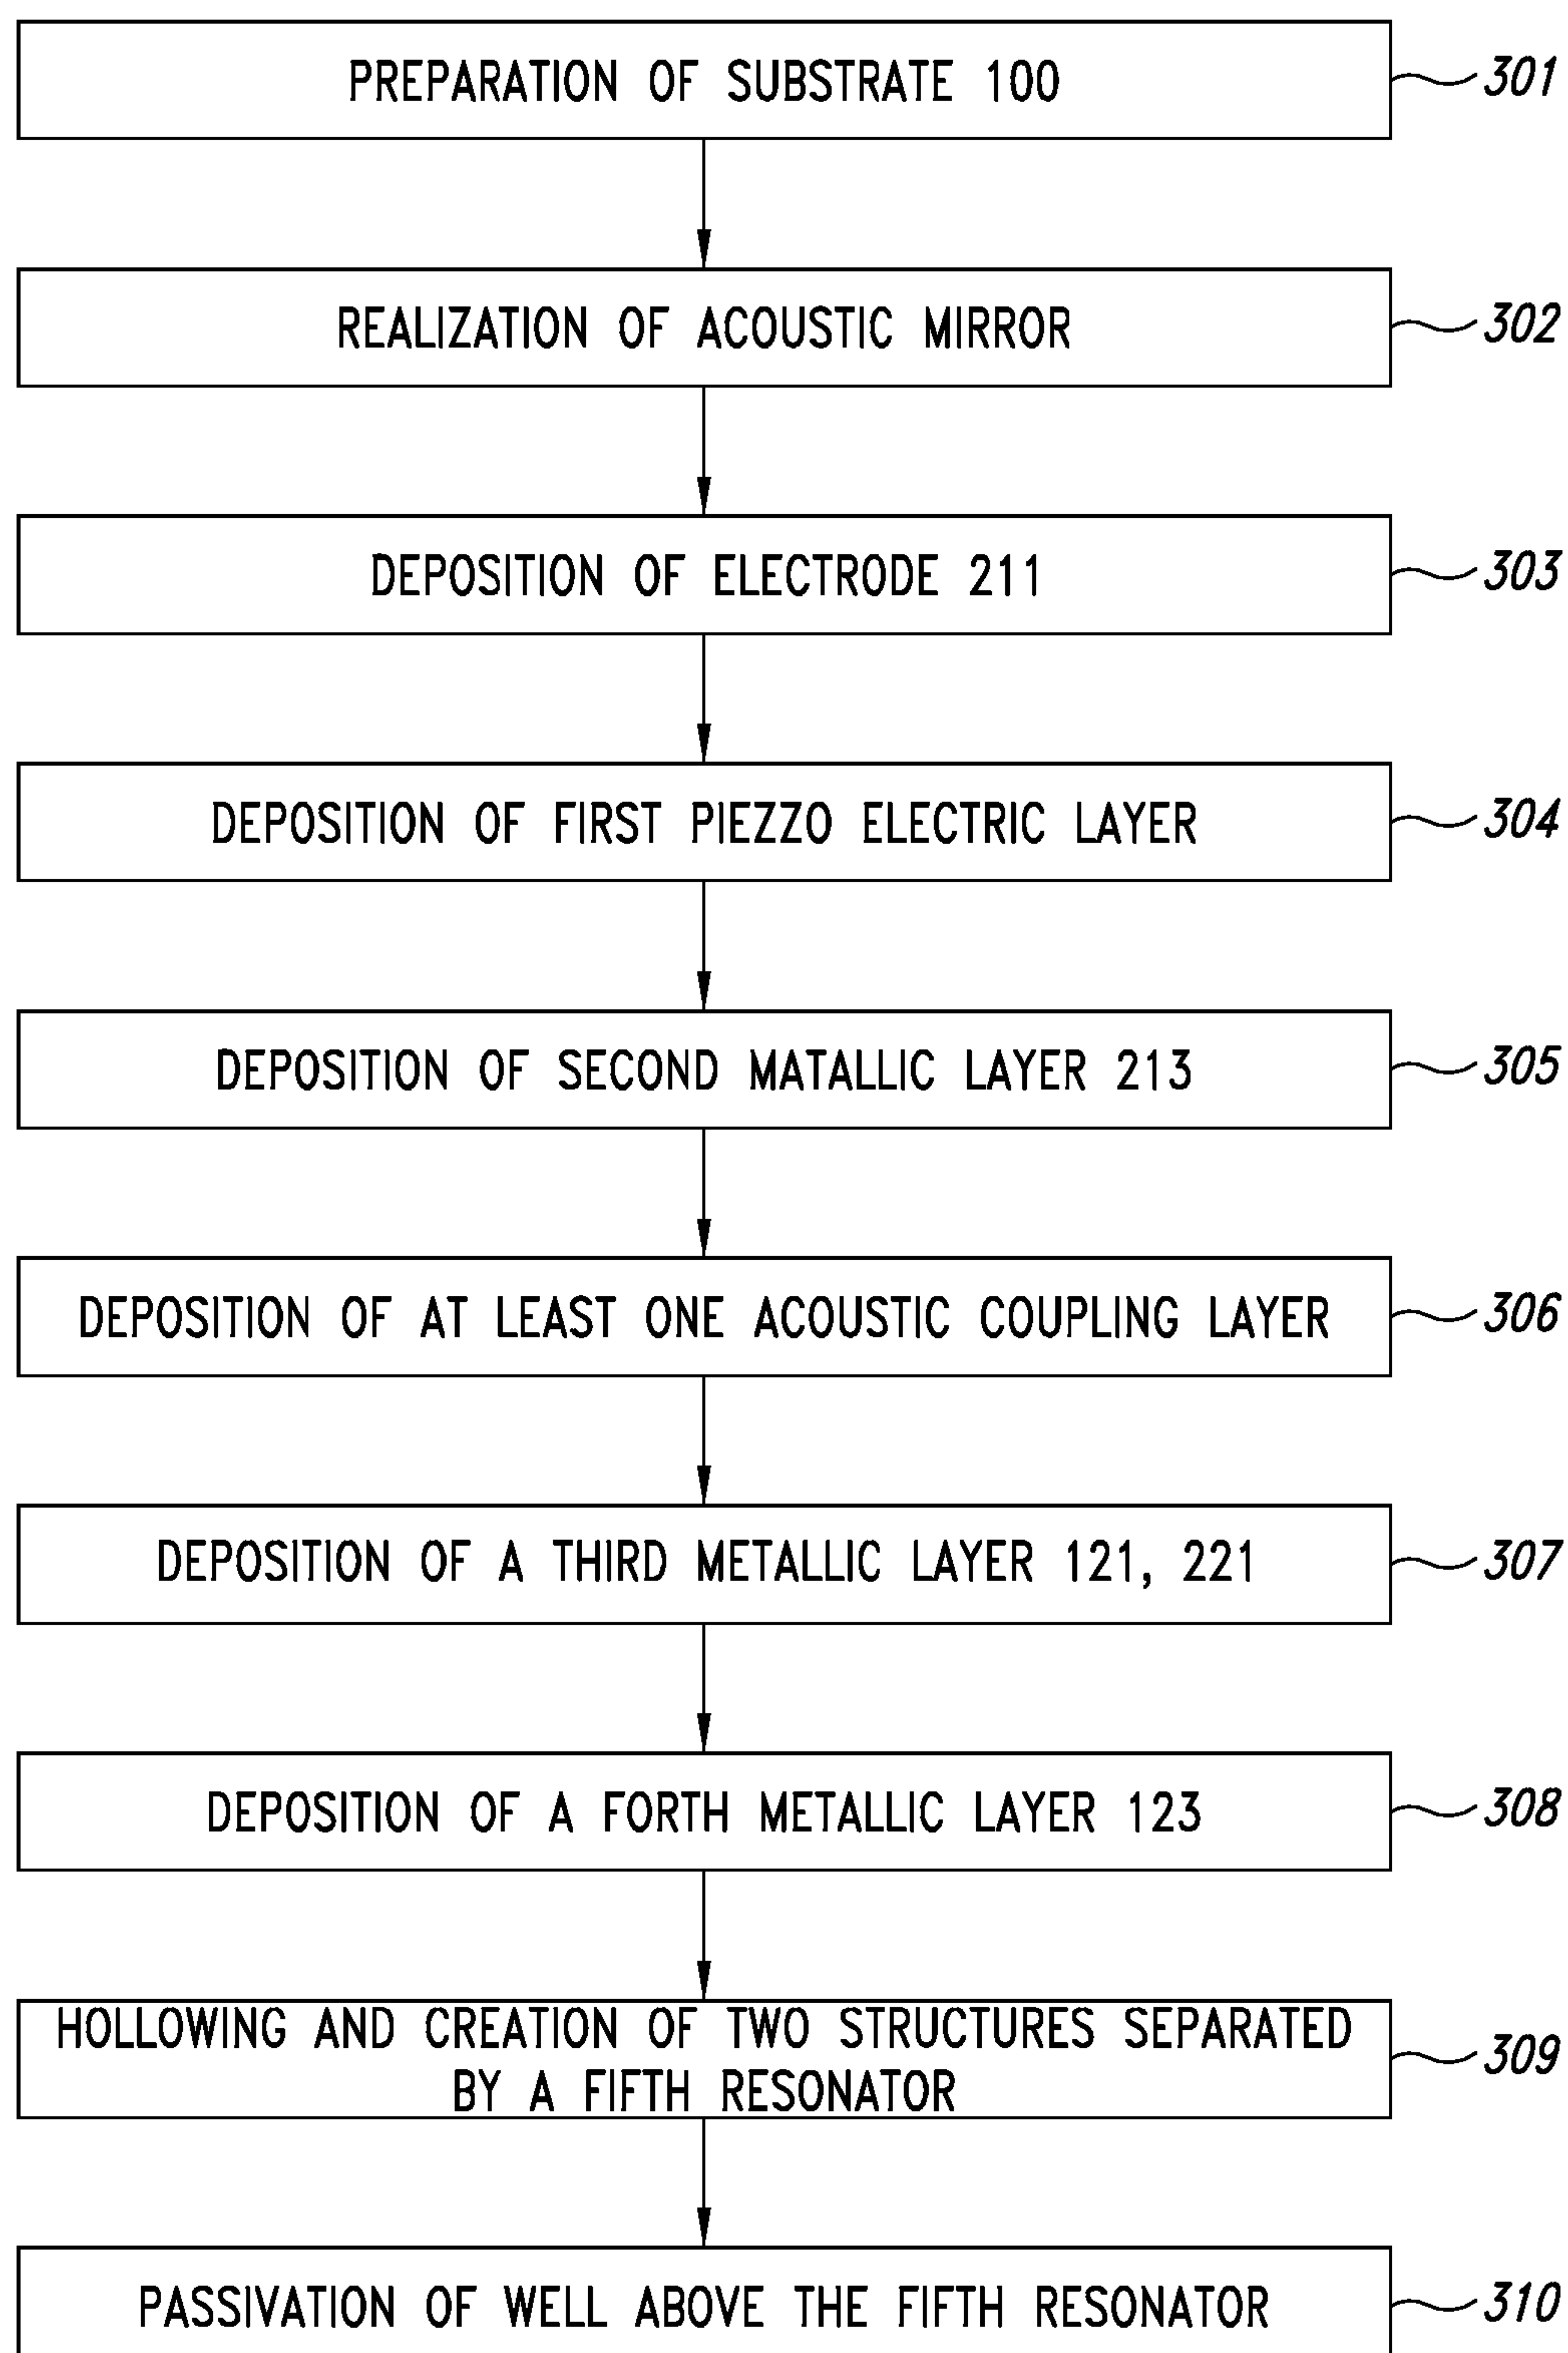 PREPARATION OF SUBSTRATE 100
301
REALIZATION OF ACOUSTIC MIRROR
302
DEPOSITION OF ELECTRODE 211
303
DEPOSITION OF FIRST PIEZZO ELECTRIC LAYER
304
DEPOSITION OF SECOND MATALLIC LAYER 213
305
DEPOSITION OF AT LEAST ONE ACOUSTIC COUPLING LAYER
306
DEPOSITION OF A THIRD METALLIC LAYER 121, 221
307
DEPOSITION OF A FORTH METALLIC LAYER 123
308
HOLLOWING AND CREATION OF TWO STRUCTURES SEPARATED
BY A FIFTH RESONATOR
309
PASSIVATION OF WELL ABOVE THE FIFTH RESONATOR
310